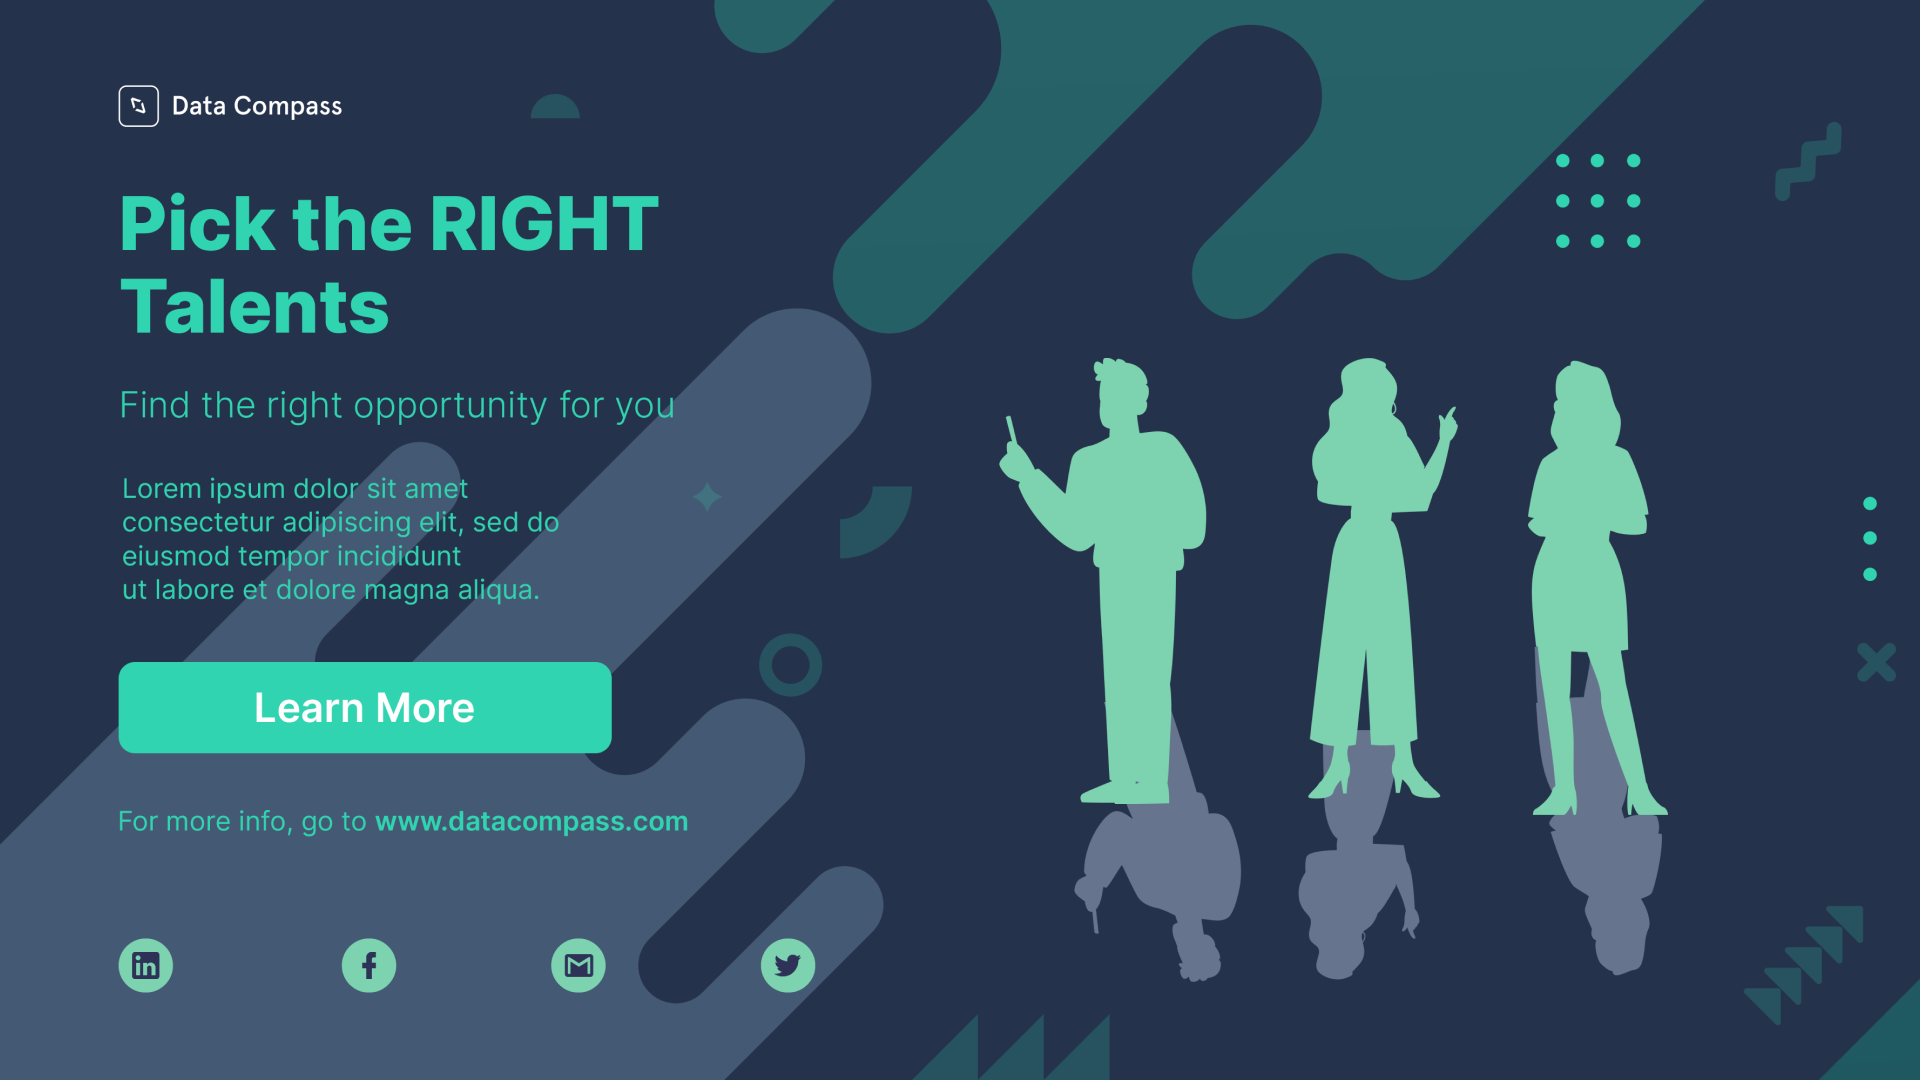 Data Compass
Pick the RIGHT
Talents
Find the right opportunity for you
Lorem ipsum dolor sit amet
consectetur adipiscing elit, sed do
eiusmod tempor incididunt
ut labore et dolore magna aliqua.
Learn More
For more info, go to www.datacompass.com